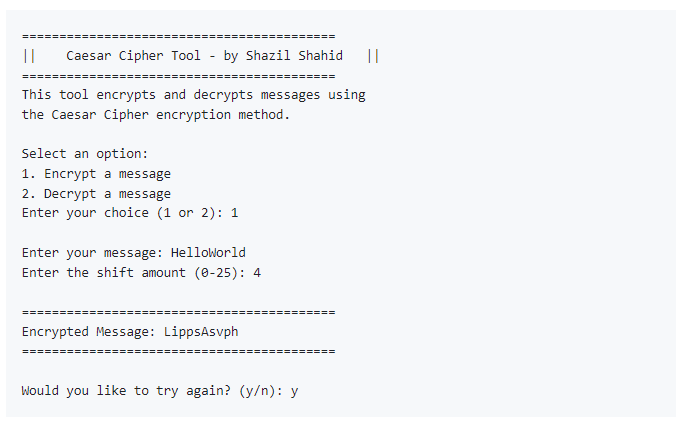 ==========================================
||    Caesar Cipher Tool - by Shazil Shahid   ||
==========================================
This tool encrypts and decrypts messages using
the Caesar Cipher encryption method.
Select an option:
1. Encrypt a message
2. Decrypt a message
Enter your choice (1 or 2): 1
Enter your message: HelloWorld
Enter the shift amount (0-25): 4
==========================================
Encrypted Message: LippsAsvph
==========================================
Would you like to try again? (y/n): y